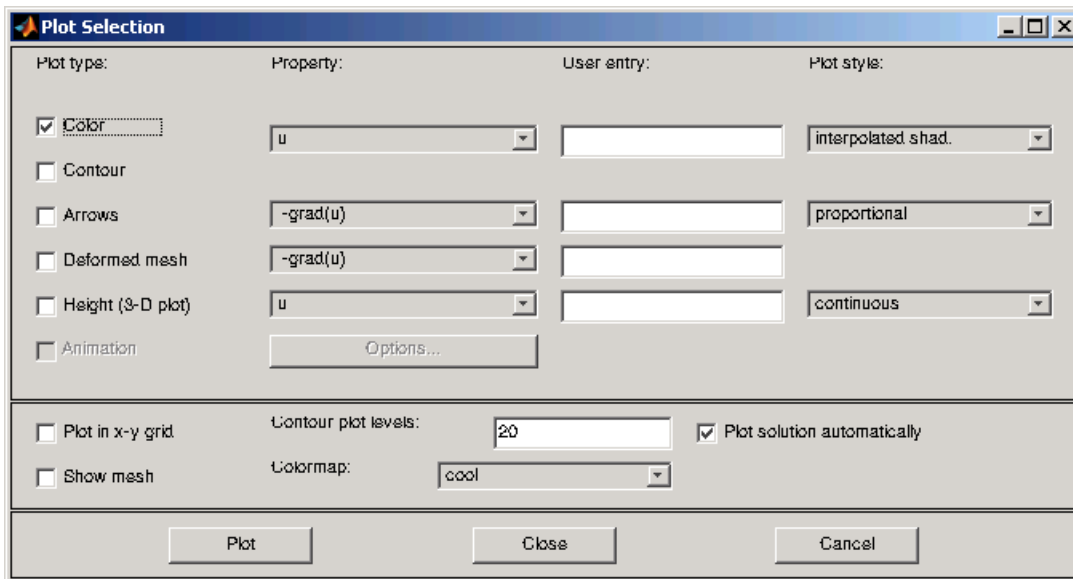 Plot Selection
Plot type: Property: User entry: Plot style:
Color u interpolated shad.
Contour
Arrows -grad(u) proportional
Deformed mesh -grad(u)
Height (3-D plot) u continuous
Animation Options...
Plot in x-y grid Contour plot levels: 20 Plot solution automatically
Show mesh Colormap: cool
Plot Close Cancel